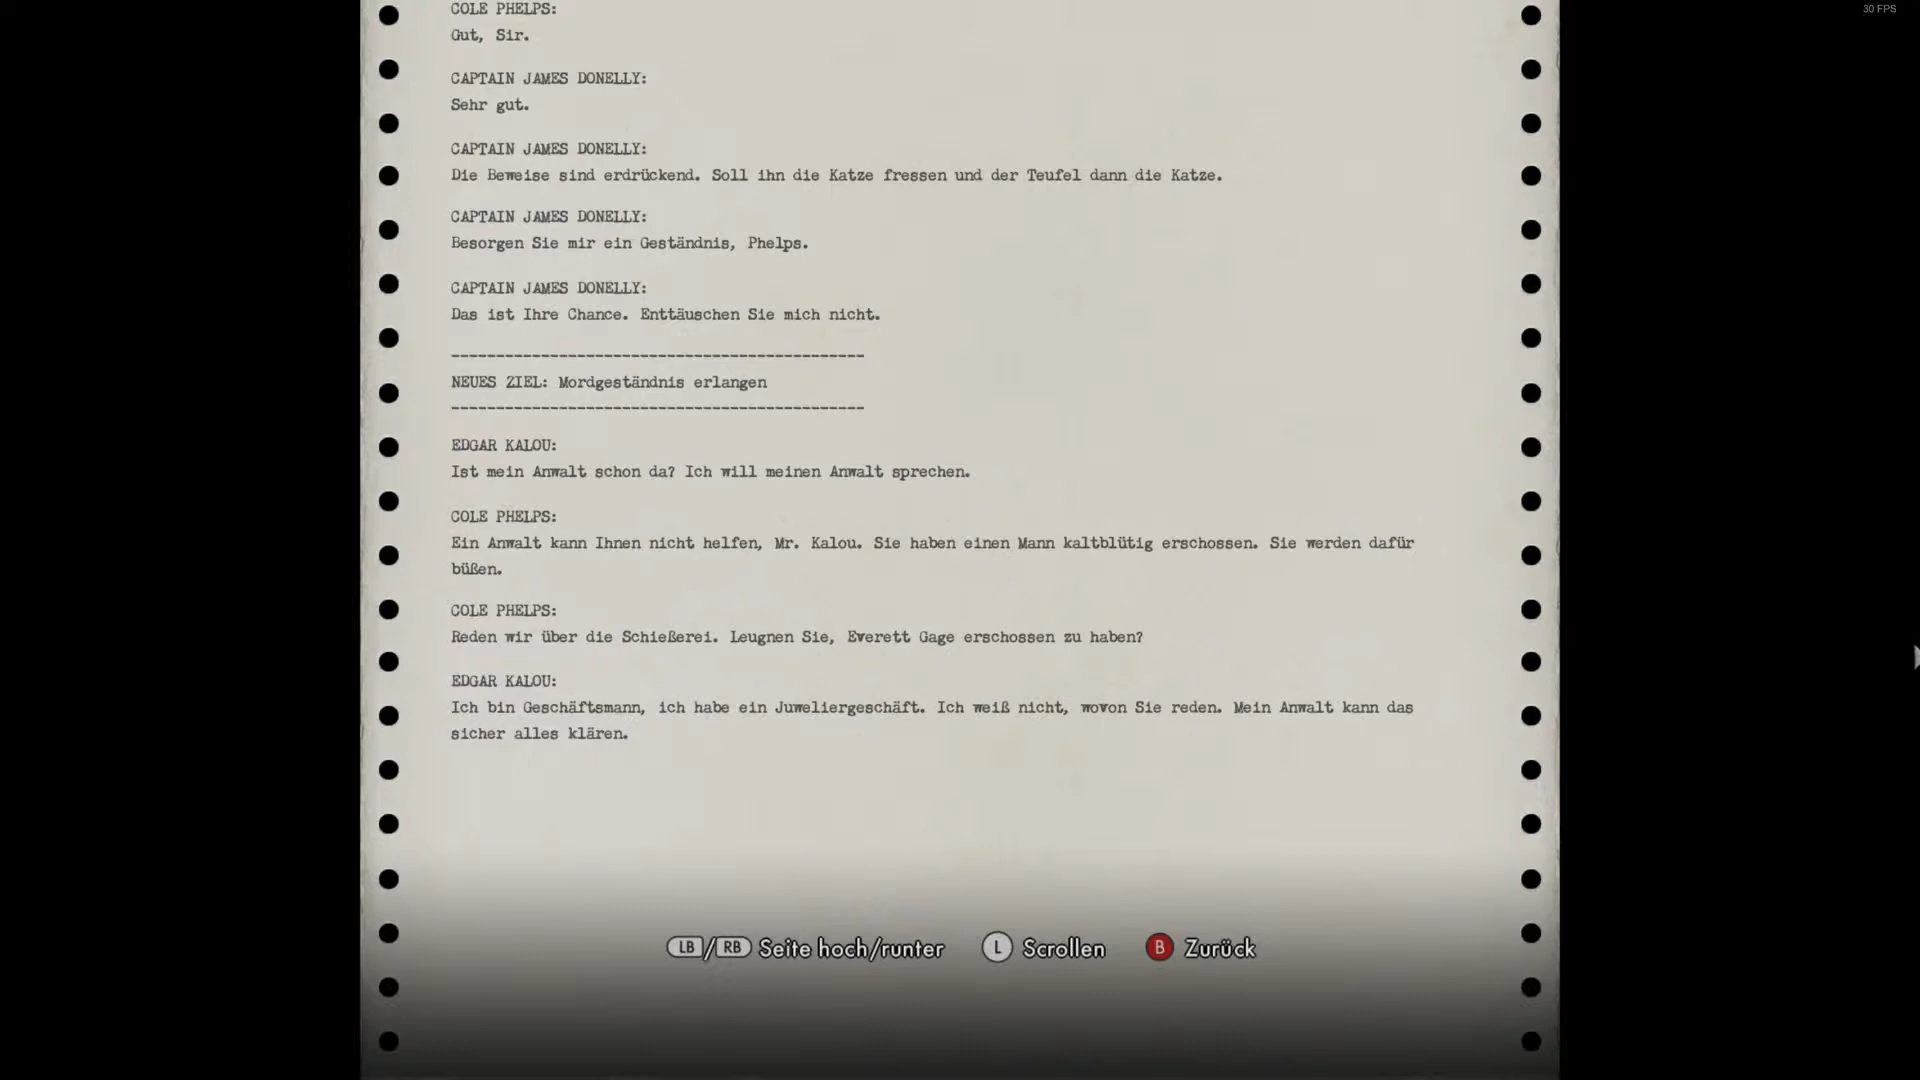 30 FPS
COLE PHELPS:
Gut, Sir.
CAPTAIN JAMES DONELLY:
Sehr gut.
CAPTAIN JAMES DONELLY:
Die Beweise sind erdrückend. Soll ihn die Katze fressen und der Teufel dann die Katze.
CAPTAIN JAMES DONELLY:
Besorgen Sie mir ein Geständnis, Phelps.
CAPTAIN JAMES DONELLY:
Das ist Ihre Chance. Enttäuschen Sie mich nicht.
----------------------------------------------
NEUES ZIEL: Mordgeständnis erlangen
----------------------------------------------
EDGAR KALOU:
Ist mein Anwalt schon da? Ich will meinen Anwalt sprechen.
COLE PHELPS:
Ein Anwalt kann Ihnen nicht helfen, Mr. Kalou. Sie haben einen Mann kaltblütig erschossen. Sie werden dafür
büßen.
COLE PHELPS:
Reden wir über die Schießerei. Leugnen Sie, Everett Gage erschossen zu haben?
EDGAR KALOU:
Ich bin Geschäftsmann, ich habe ein Juweliergeschäft. Ich weiß nicht, wovon Sie reden. Mein Anwalt kann das
sicher alles klären.
LB/RB Seite hoch/runter L Scrollen B Zurück